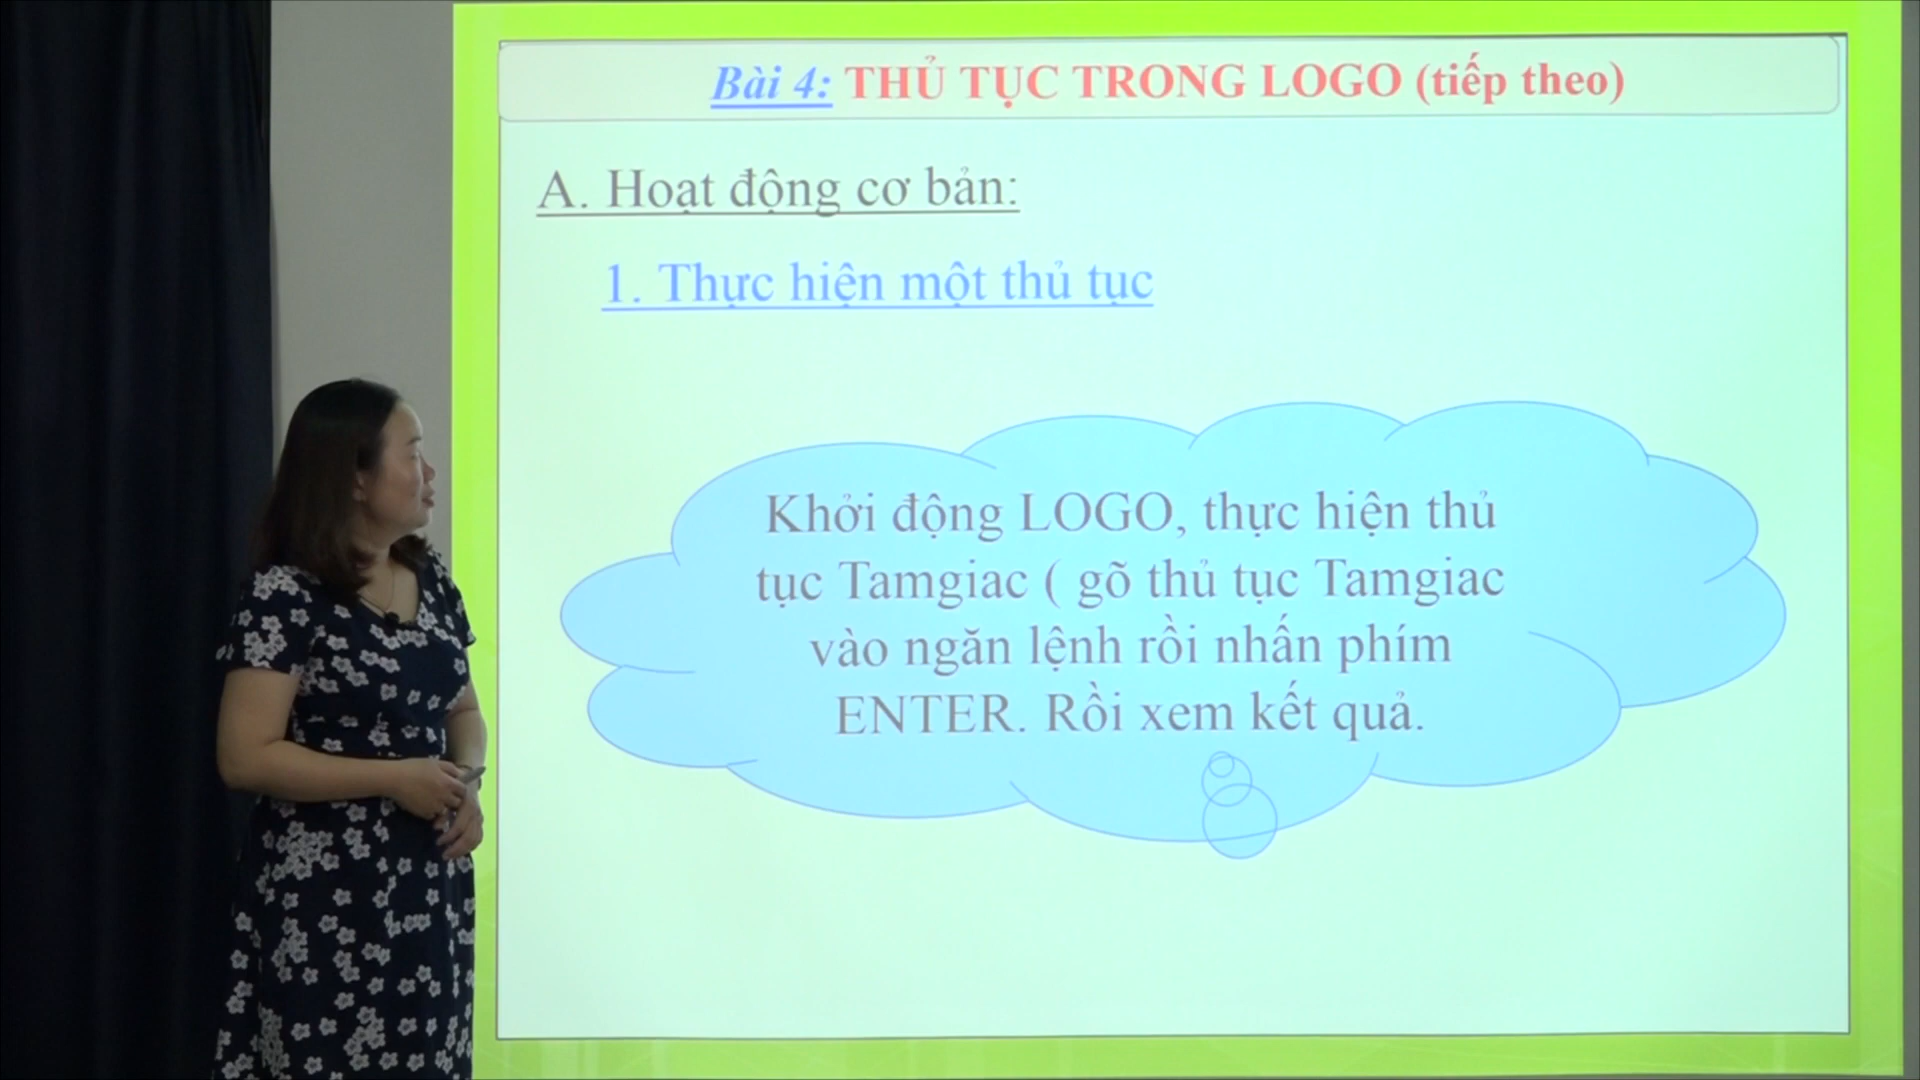 Bài 4: THỦ TỤC TRONG LOGO (tiếp theo)
A. Hoạt động cơ bản:
1. Thực hiện một thủ tục
Khởi động LOGO, thực hiện thủ
tục Tamgiac ( gõ thủ tục Tamgiac
vào ngăn lệnh rồi nhấn phím
ENTER. Rồi xem kết quả.